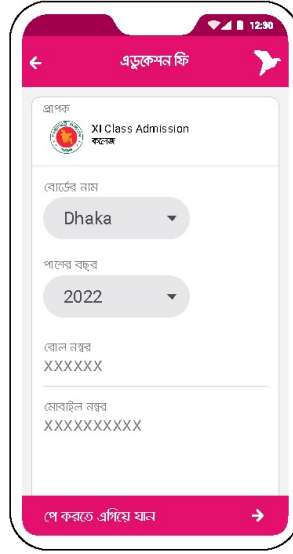 12:30
এডুকেশন ফি
প্রাপক
XI Class Admission
কলেজ
বোর্ডের নাম
Dhaka
পাশের বছর
2022
রোল নম্বর
XXXXXX
মোবাইল নম্বর
XXXXXXXXXX
পে করতে এগিয়ে যান